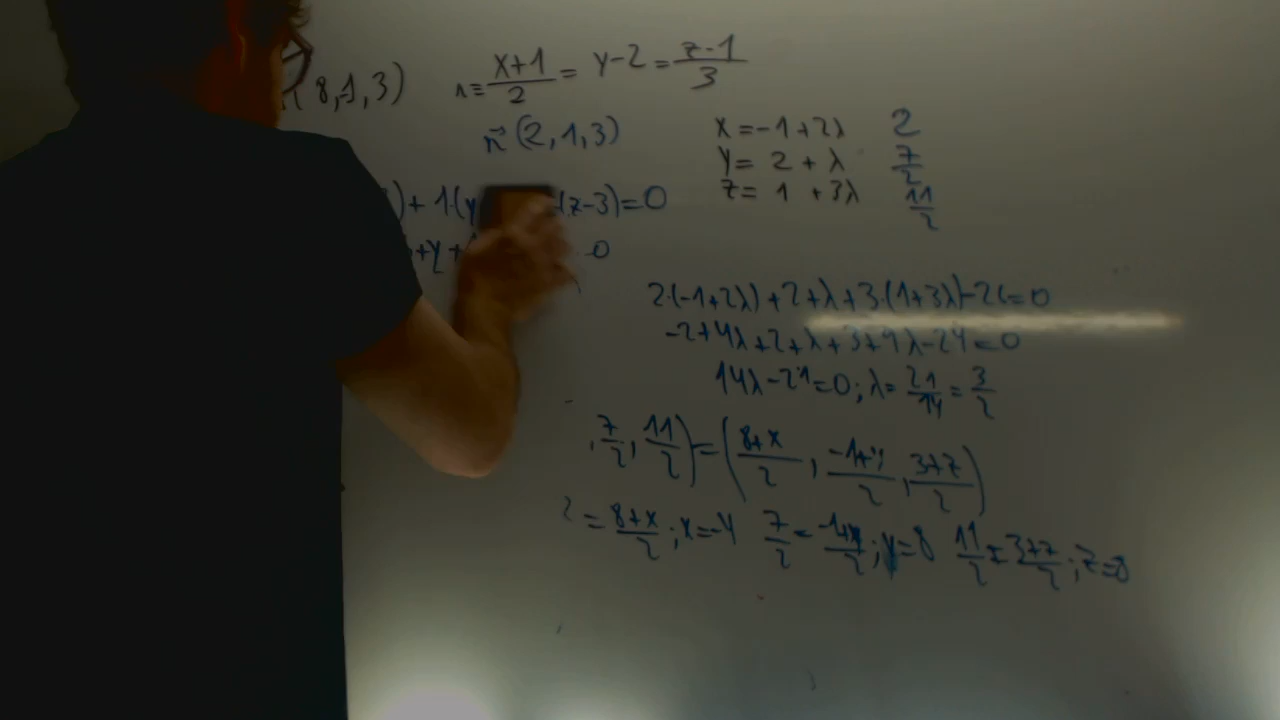 (8,-1,3) r≡ x+1/2 = y-2 = z-1/3
n⃗ (2,1,3)
x=-1+2λ 2
y= 2 + λ 7/2
z= 1 +3λ 11/2
)+ 1·(y (z-3)=0
+y+ 0
2·(-1+2λ)+2+λ+3·(1+3λ)-24=0
-2+4λ+2+λ+3+9λ-24=0
14λ-21=0; λ= 21/14 = 3/2
, 7/2, 11/2) = (8+x/2, -1+y/2, 3+z/2)
2 = 8+x/2; x=-4 7/2 = -1+y/2; y=8 11/2 = 3+z/2; z=8